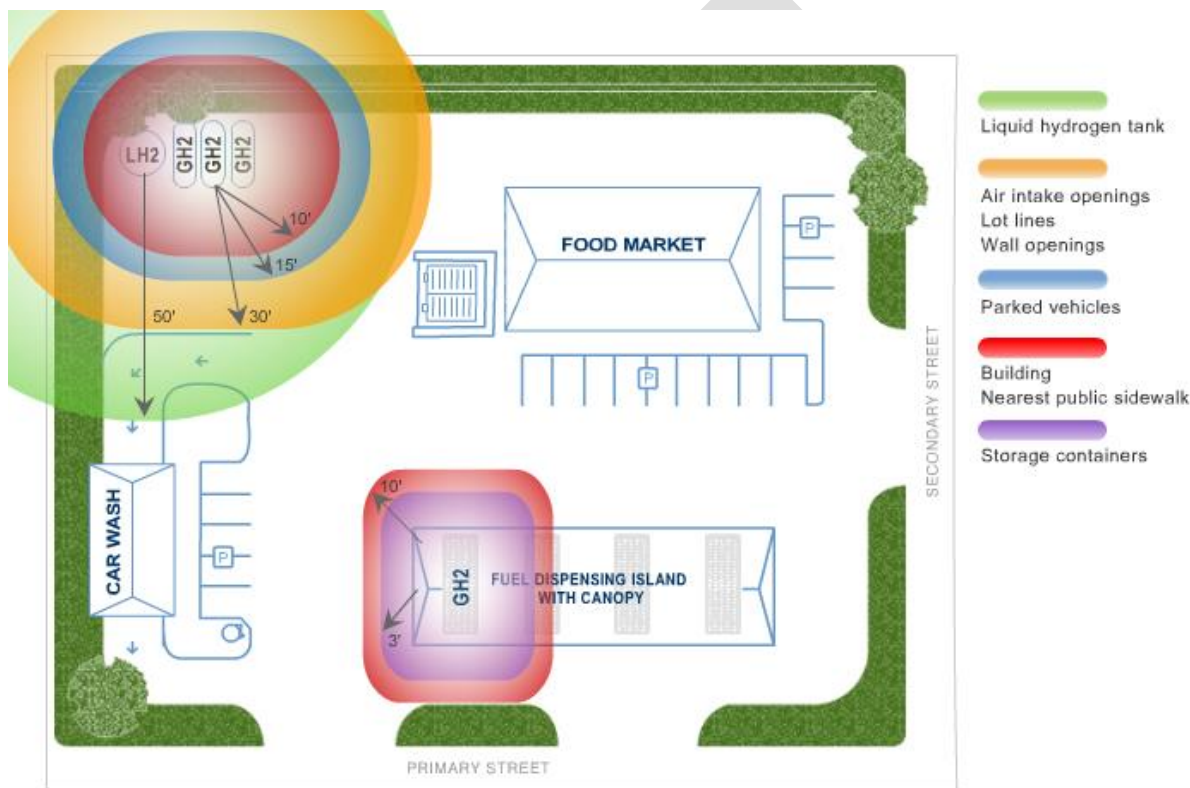 LH2
GH2
GH2
GH2
10'
15'
50'
30'
FOOD MARKET
P
P
CAR WASH
P
10'
3'
GH2
FUEL DISPENSING ISLAND
WITH CANOPY
SECONDARY STREET
PRIMARY STREET
Liquid hydrogen tank
Air intake openings
Lot lines
Wall openings
Parked vehicles
Building
Nearest public sidewalk
Storage containers